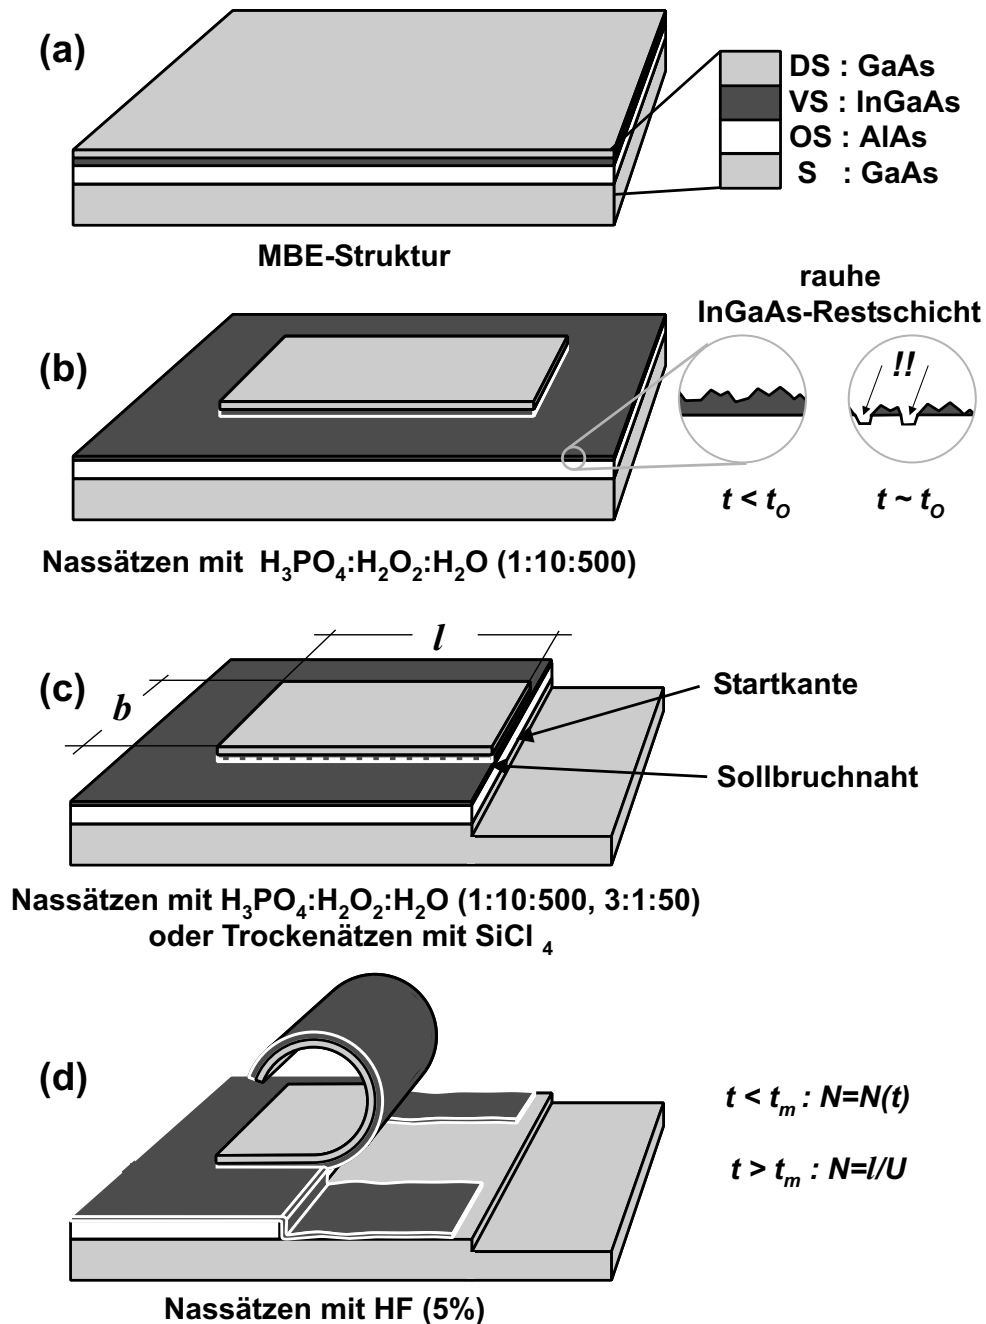 (a)
DS : GaAs
VS : InGaAs
OS : AlAs
S : GaAs
MBE-Struktur
rauhe
InGaAs-Restschicht
(b)
!!
t < t_O
t ~ t_O
Nassätzen mit H₃PO₄:H₂O₂:H₂O (1:10:500)
(c)
l
b
Startkante
Sollbruchnaht
Nassätzen mit H₃PO₄:H₂O₂:H₂O (1:10:500, 3:1:50)
oder Trockenätzen mit SiCl ₄
(d)
t < tₘ : N=N(t)
t > tₘ : N=l/U
Nassätzen mit HF (5%)